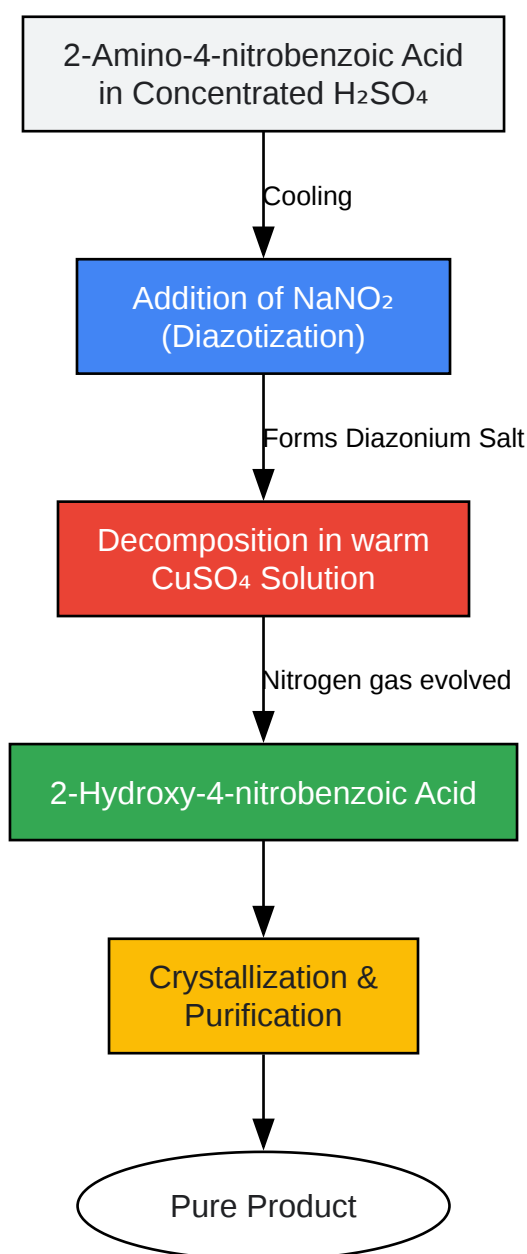 2-Amino-4-nitrobenzoic Acid
in Concentrated H₂SO₄
Cooling
Addition of NaNO₂
(Diazotization)
Forms Diazonium Salt
Decomposition in warm
CuSO₄ Solution
Nitrogen gas evolved
2-Hydroxy-4-nitrobenzoic Acid
Crystallization &
Purification
Pure Product